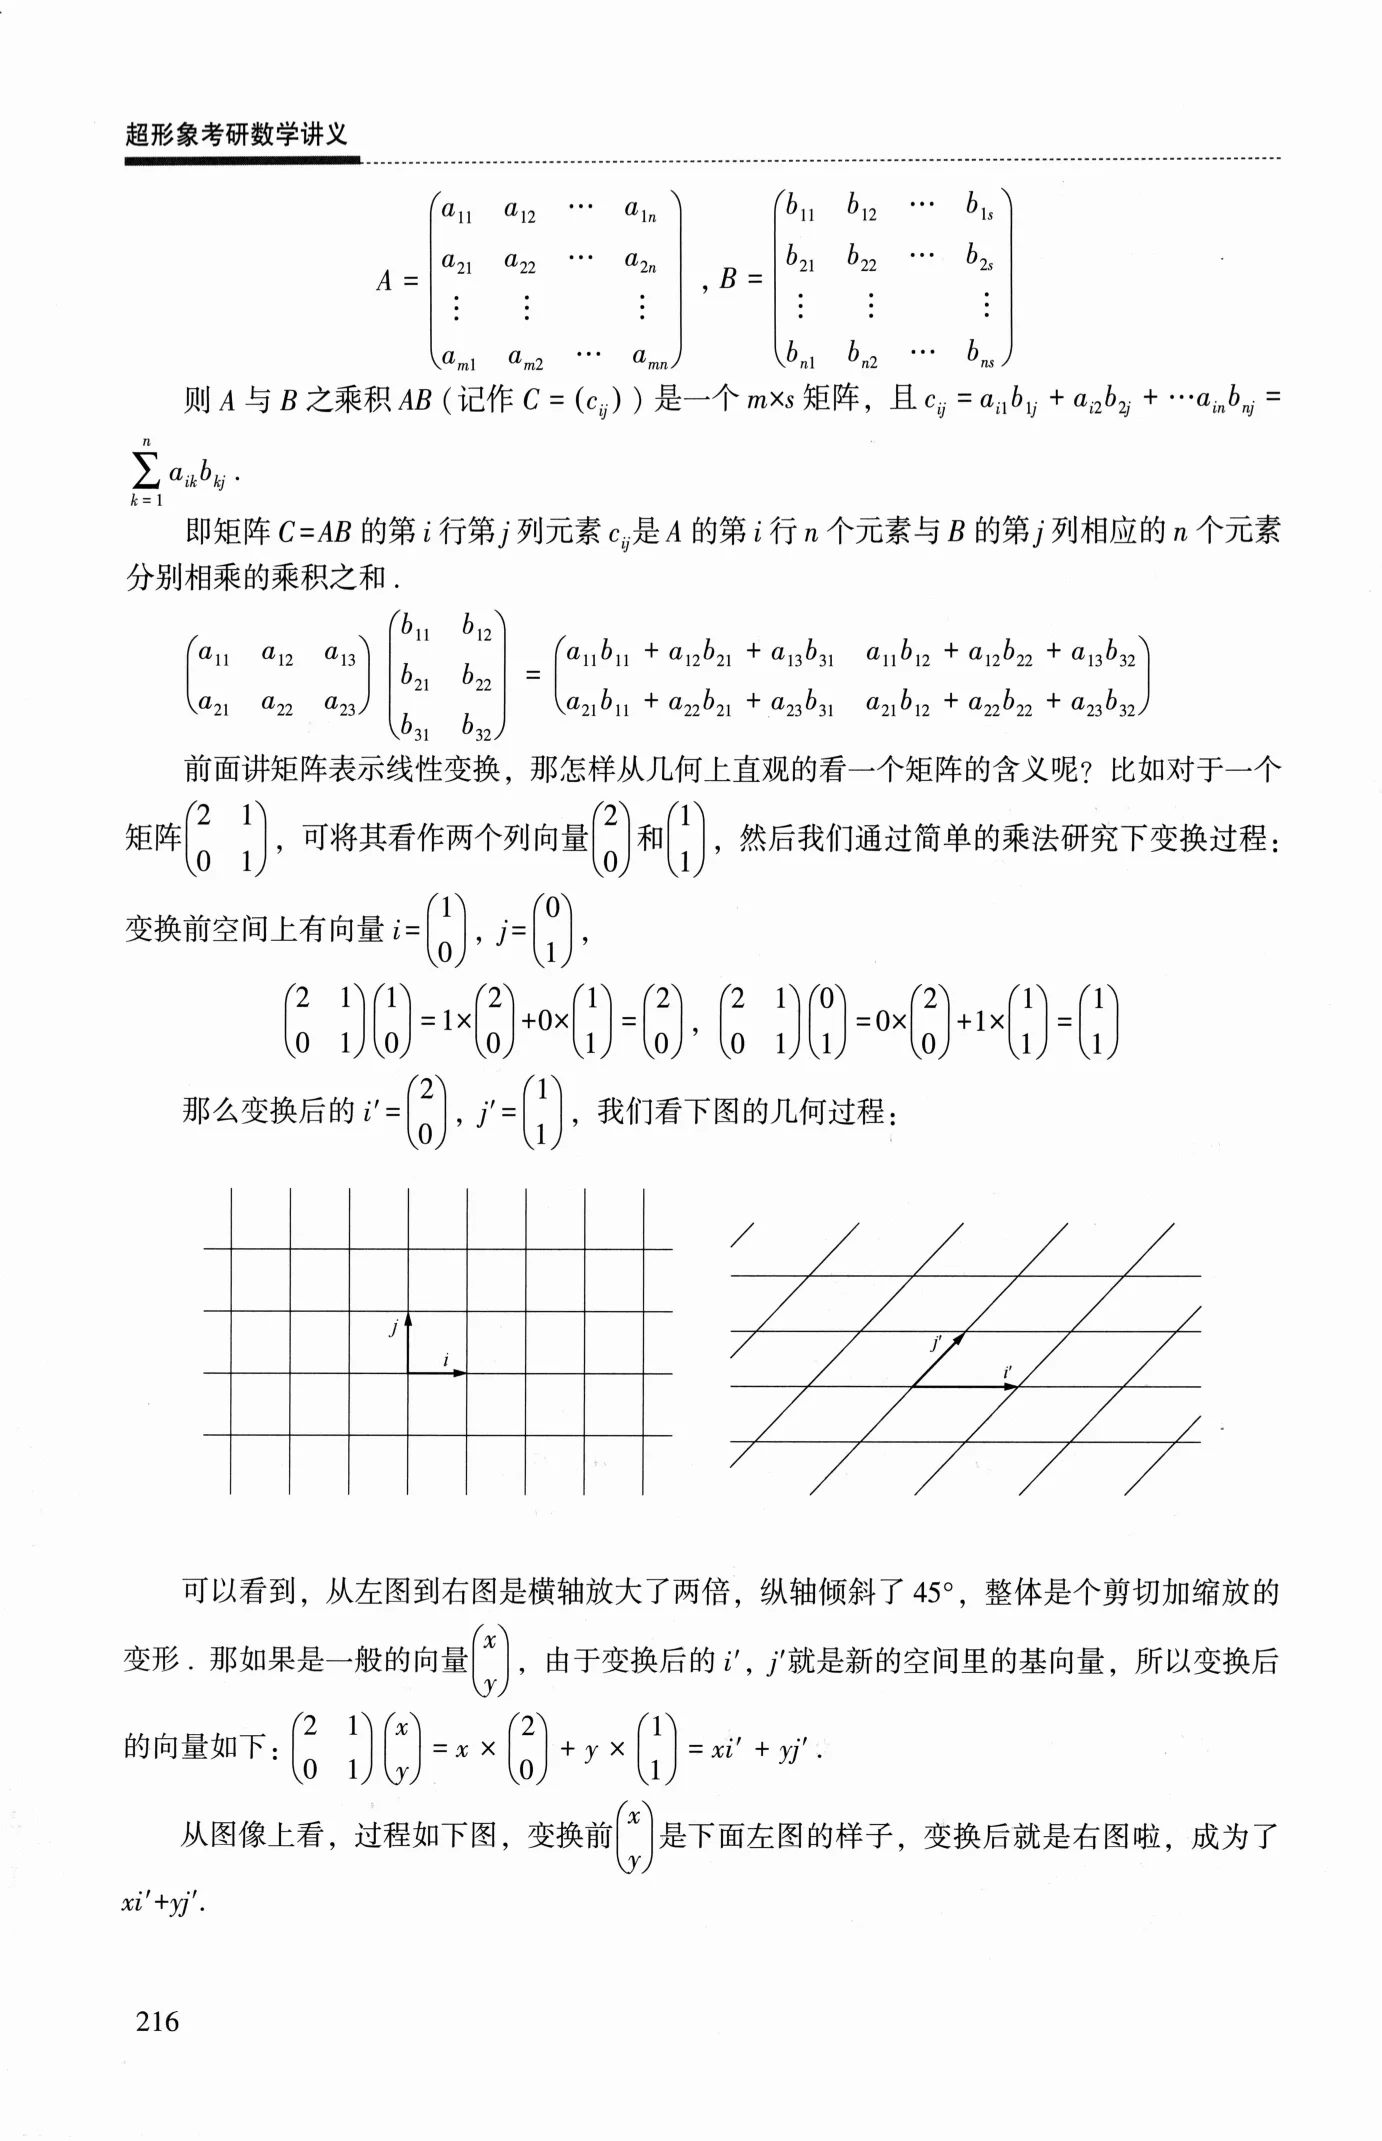 超形象考研数学讲义
A = \begin{pmatrix} a_{11} & a_{12} & \cdots & a_{1n} \\ a_{21} & a_{22} & \cdots & a_{2n} \\ \vdots & \vdots & & \vdots \\ a_{m1} & a_{m2} & \cdots & a_{mn} \end{pmatrix}, B = \begin{pmatrix} b_{11} & b_{12} & \cdots & b_{1s} \\ b_{21} & b_{22} & \cdots & b_{2s} \\ \vdots & \vdots & & \vdots \\ b_{n1} & b_{n2} & \cdots & b_{ns} \end{pmatrix}
则 A 与 B 之乘积 AB (记作 C = (c_{ij})) 是一个 m×s 矩阵，且 c_{ij} = a_{i1}b_{1j} + a_{i2}b_{2j} + \cdots a_{in}b_{nj} =
\sum_{k=1}^{n} a_{ik}b_{kj} .
即矩阵 C=AB 的第 i 行第 j 列元素 c_{ij}是 A 的第 i 行 n 个元素与 B 的第 j 列相应的 n 个元素
分别相乘的乘积之和 .
\begin{pmatrix} a_{11} & a_{12} & a_{13} \\ a_{21} & a_{22} & a_{23} \end{pmatrix} \begin{pmatrix} b_{11} & b_{12} \\ b_{21} & b_{22} \\ b_{31} & b_{32} \end{pmatrix} = \begin{pmatrix} a_{11}b_{11} + a_{12}b_{21} + a_{13}b_{31} & a_{11}b_{12} + a_{12}b_{22} + a_{13}b_{32} \\ a_{21}b_{11} + a_{22}b_{21} + a_{23}b_{31} & a_{21}b_{12} + a_{22}b_{22} + a_{23}b_{32} \end{pmatrix}
前面讲矩阵表示线性变换，那怎样从几何上直观的看一个矩阵的含义呢？比如对于一个
矩阵\begin{pmatrix} 2 & 1 \\ 0 & 1 \end{pmatrix}，可将其看作两个列向量\begin{pmatrix} 2 \\ 0 \end{pmatrix}和\begin{pmatrix} 1 \\ 1 \end{pmatrix}，然后我们通过简单的乘法研究下变换过程：
变换前空间上有向量 i=\begin{pmatrix} 1 \\ 0 \end{pmatrix}，j=\begin{pmatrix} 0 \\ 1 \end{pmatrix}，
\begin{pmatrix} 2 & 1 \\ 0 & 1 \end{pmatrix}\begin{pmatrix} 1 \\ 0 \end{pmatrix}=1×\begin{pmatrix} 2 \\ 0 \end{pmatrix}+0×\begin{pmatrix} 1 \\ 1 \end{pmatrix}=\begin{pmatrix} 2 \\ 0 \end{pmatrix}，\begin{pmatrix} 2 & 1 \\ 0 & 1 \end{pmatrix}\begin{pmatrix} 0 \\ 1 \end{pmatrix}=0×\begin{pmatrix} 2 \\ 0 \end{pmatrix}+1×\begin{pmatrix} 1 \\ 1 \end{pmatrix}=\begin{pmatrix} 1 \\ 1 \end{pmatrix}
那么变换后的 i'=\begin{pmatrix} 2 \\ 0 \end{pmatrix}，j'=\begin{pmatrix} 1 \\ 1 \end{pmatrix}，我们看下图的几何过程：
j
i
j'
i'
可以看到，从左图到右图是横轴放大了两倍，纵轴倾斜了 45°，整体是个剪切加缩放的
变形 . 那如果是一般的向量\begin{pmatrix} x \\ y \end{pmatrix}，由于变换后的 i'，j'就是新的空间里的基向量，所以变换后
的向量如下：\begin{pmatrix} 2 & 1 \\ 0 & 1 \end{pmatrix}\begin{pmatrix} x \\ y \end{pmatrix} = x × \begin{pmatrix} 2 \\ 0 \end{pmatrix} + y × \begin{pmatrix} 1 \\ 1 \end{pmatrix} = xi' + yj' .
从图像上看，过程如下图，变换前\begin{pmatrix} x \\ y \end{pmatrix}是下面左图的样子，变换后就是右图啦，成为了
xi'+yj'.
216